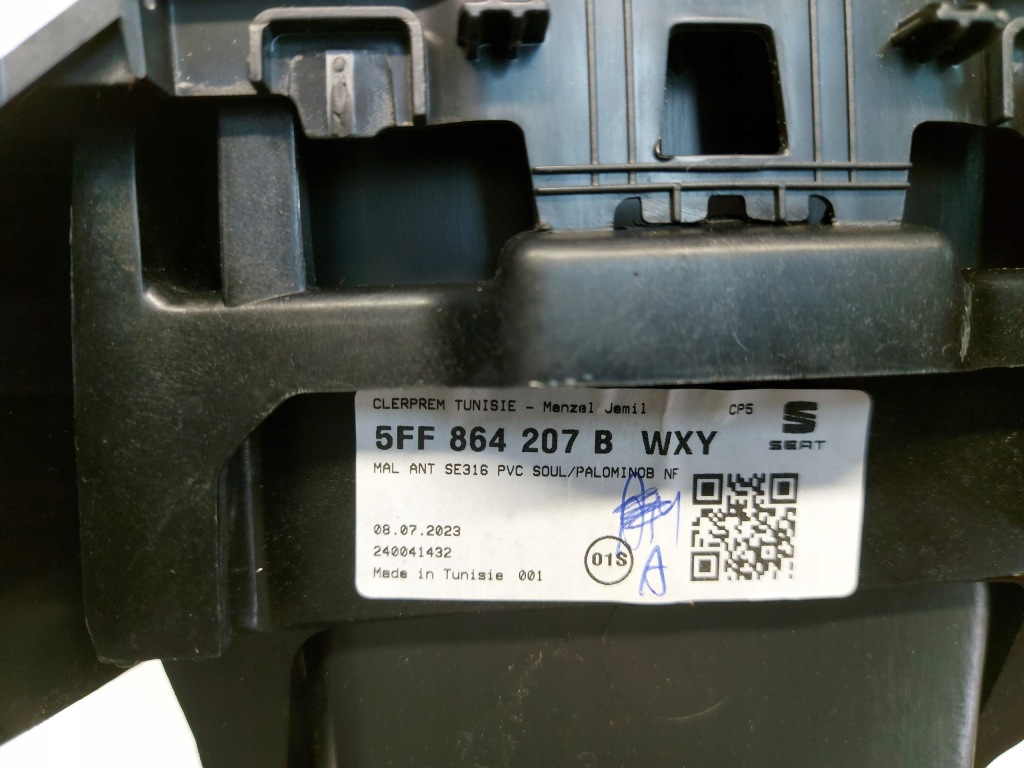 CLERPREM TUNISIE - Menzel Jemil CP5
SEAT
5FF 864 207 B WXY
MAL ANT SE316 PVC SOUL/PALOMINOB NF
08.07.2023
240041432
01S
A
Made in Tunisie 001